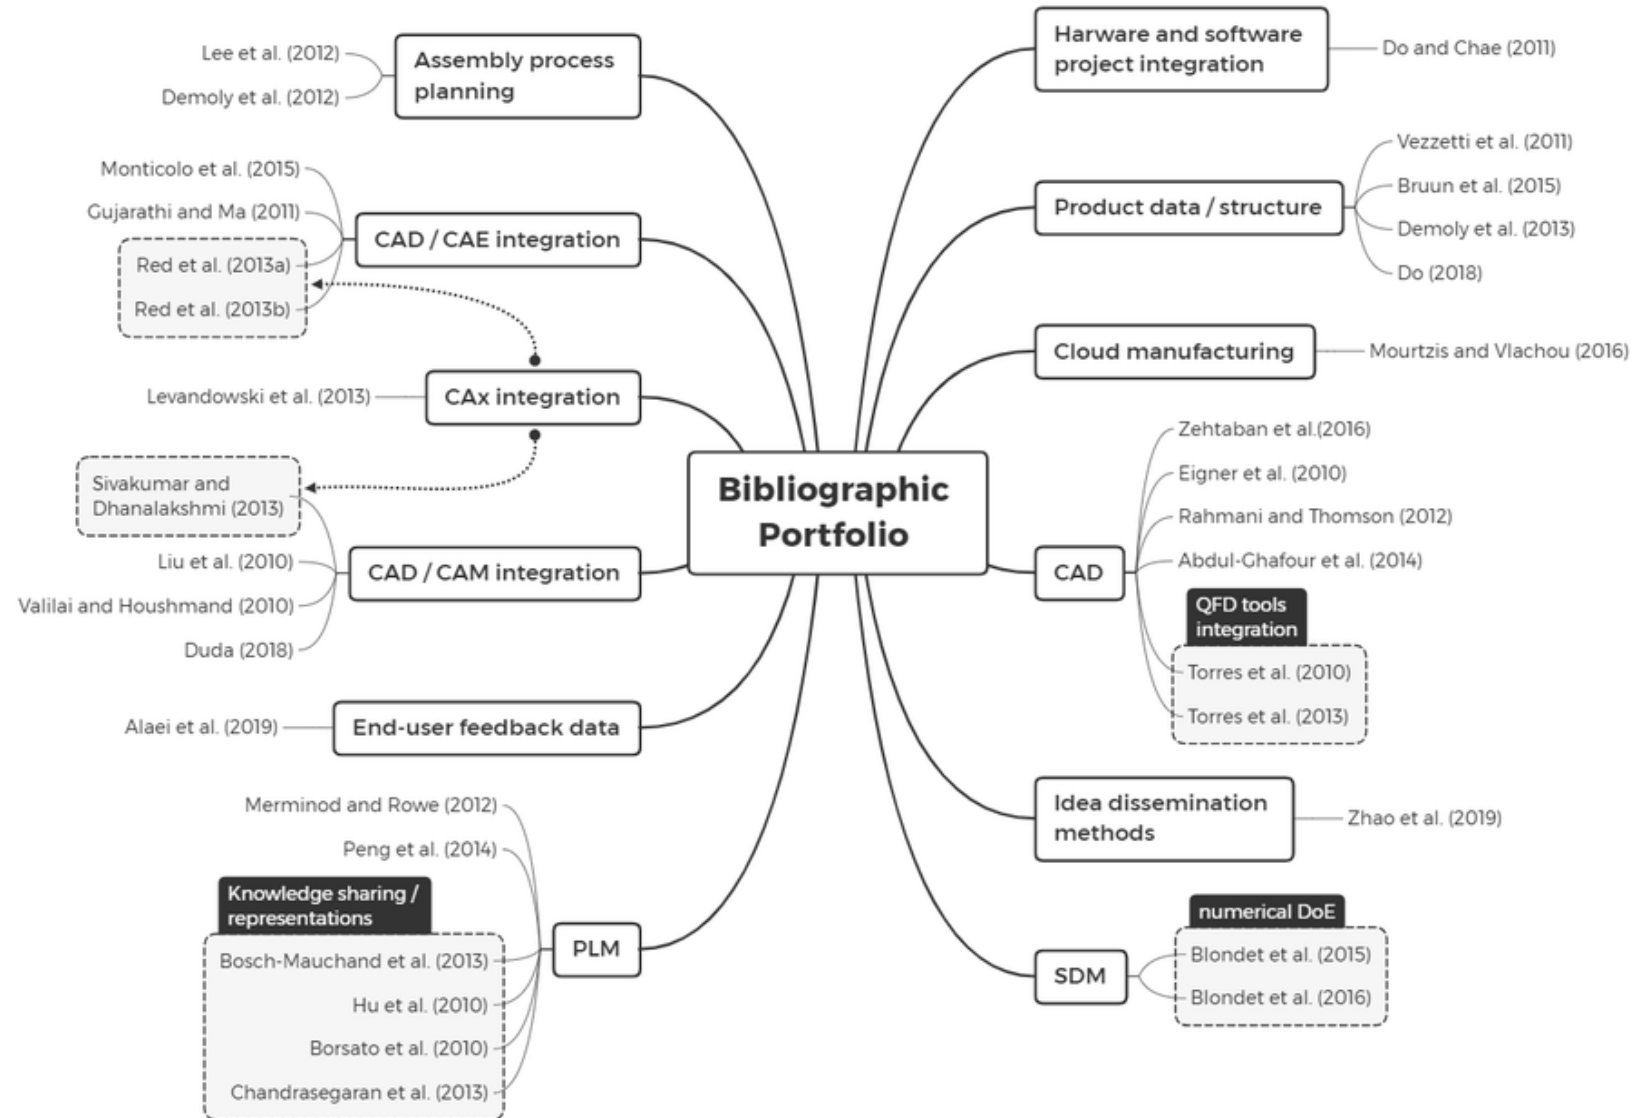 Bibliographic
Portfolio
Assembly process
planning
Lee et al. (2012)
Demoly et al. (2012)
CAD / CAE integration
Monticolo et al. (2015)
Gujarathi and Ma (2011)
Red et al. (2013a)
Red et al. (2013b)
CAx integration
Levandowski et al. (2013)
CAD / CAM integration
Sivakumar and
Dhanalakshmi (2013)
Liu et al. (2010)
Valilai and Houshmand (2010)
Duda (2018)
End-user feedback data
Alaei et al. (2019)
PLM
Merminod and Rowe (2012)
Peng et al. (2014)
Knowledge sharing /
representations
Bosch-Mauchand et al. (2013)
Hu et al. (2010)
Borsato et al. (2010)
Chandrasegaran et al. (2013)
Harware and software
project integration
Do and Chae (2011)
Product data / structure
Vezzetti et al. (2011)
Bruun et al. (2015)
Demoly et al. (2013)
Do (2018)
Cloud manufacturing
Mourtzis and Vlachou (2016)
CAD
Zehtaban et al.(2016)
Eigner et al. (2010)
Rahmani and Thomson (2012)
Abdul-Ghafour et al. (2014)
QFD tools
integration
Torres et al. (2010)
Torres et al. (2013)
Idea dissemination
methods
Zhao et al. (2019)
SDM
numerical DoE
Blondet et al. (2015)
Blondet et al. (2016)